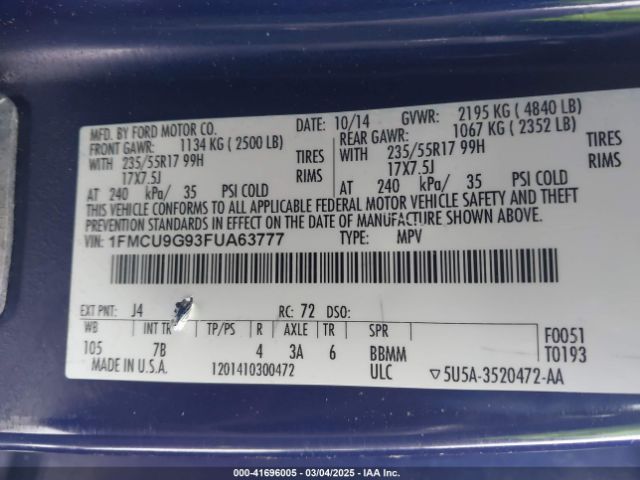 MFD. BY FORD MOTOR CO. DATE: 10/14 GVWR: 2195 KG ( 4840 LB)
FRONT GAWR: 1134 KG ( 2500 LB) REAR GAWR: 1067 KG ( 2352 LB)
WITH 235/55R17 99H TIRES WITH 235/55R17 99H TIRES
17X7.5J RIMS 17X7.5J RIMS
AT 240 kPa/ 35 PSI COLD AT 240 kPa/ 35 PSI COLD
THIS VEHICLE CONFORMS TO ALL APPLICABLE FEDERAL MOTOR VEHICLE SAFETY AND THEFT
PREVENTION STANDARDS IN EFFECT ON THE DATE OF MANUFACTURE SHOWN ABOVE.
VIN: 1FMCU9G93FUA63777 TYPE: MPV
EXT PNT: J4 RC: 72 DSO:
WB INT TR TP/PS R AXLE TR SPR F0051
105 7B 4 3A 6 BBMM T0193
MADE IN U.S.A. 1201410300472 ULC ▽5U5A-3520472-AA
000-41696005 - 03/04/2025 - IAAI.COM